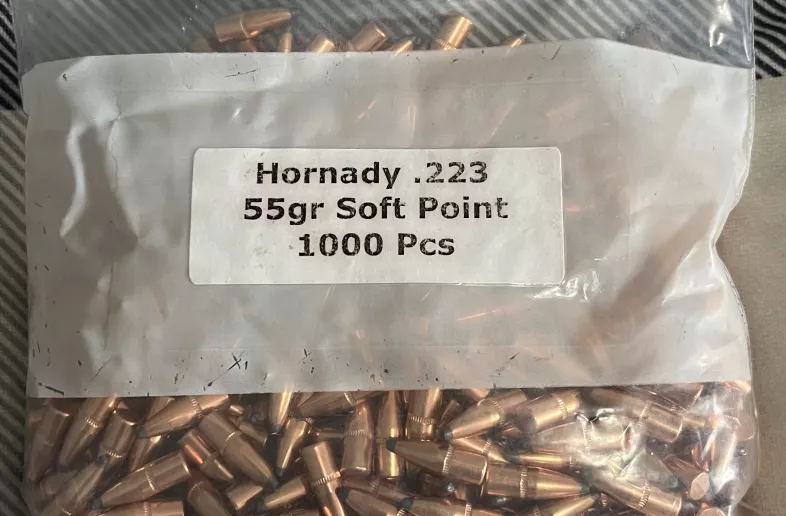 Hornady .223
55gr Soft Point
1000 Pcs